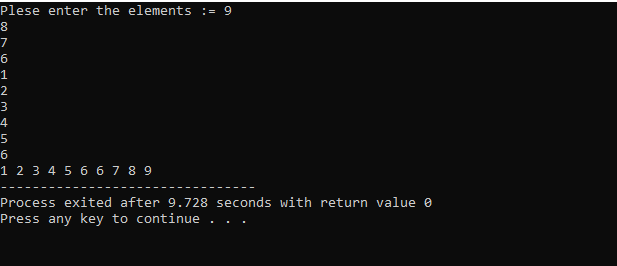 Plese enter the elements := 9
8
7
6
1
2
3
4
5
6
1 2 3 4 5 6 6 7 8 9
--------------------------------
Process exited after 9.728 seconds with return value 0
Press any key to continue . . .